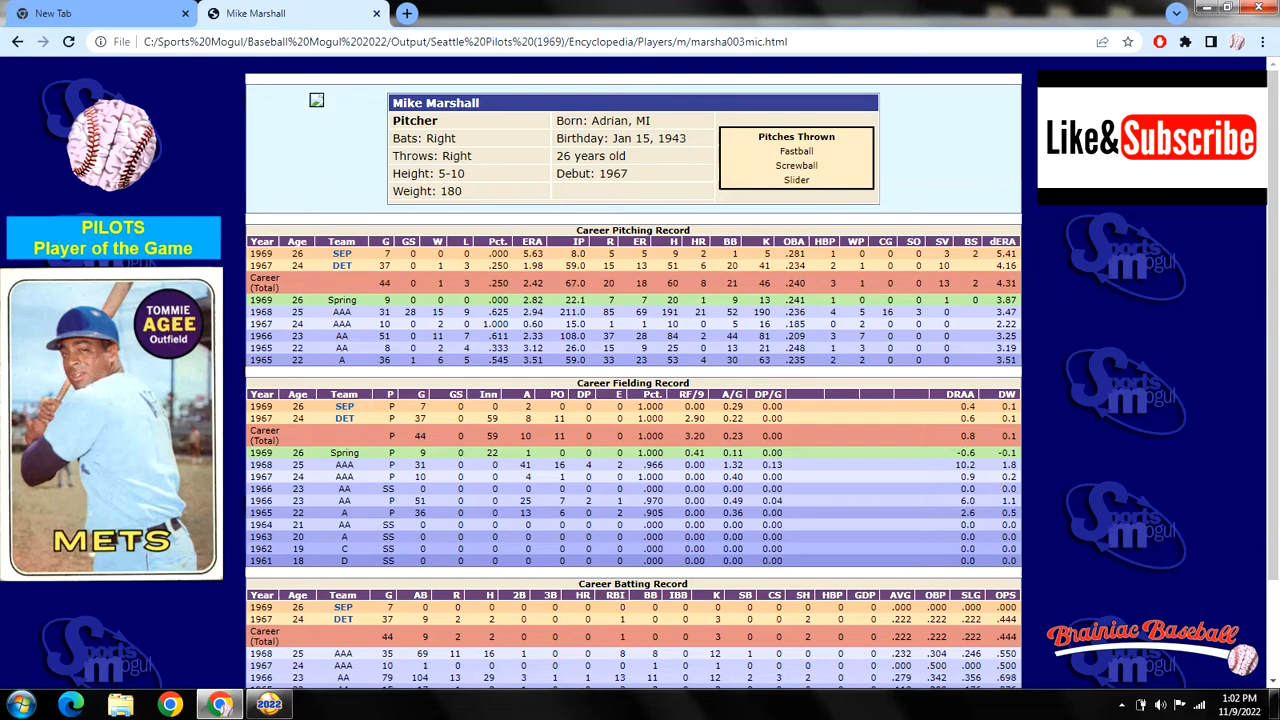 New Tab
Mike Marshall
File C:/Sports%20Mogul/Baseball%20Mogul%202022/Output/Seattle%20Pilots%20(1969)/Encyclopedia/Players/m/marsha003mic.html
PILOTS
Player of the Game
TOMMIE
AGEE
Outfield
METS
Mike Marshall
Pitcher Born: Adrian, MI
Bats: Right Birthday: Jan 15, 1943
Throws: Right 26 years old
Height: 5-10 Debut: 1967
Weight: 180
Pitches Thrown
Fastball
Screwball
Slider
Career Pitching Record
Year Age Team G GS W L Pct. ERA IP R ER H HR BB K OBA HBP WP CG SO SV BS dERA
1969 26 SEP 7 0 0 0 .000 5.63 8.0 5 5 9 2 1 5 .281 1 0 0 0 3 2 5.41
1967 24 DET 37 0 1 3 .250 1.98 59.0 15 13 51 6 20 41 .234 2 1 0 0 10 4.16
Career (Total) 44 0 1 3 .250 2.42 67.0 20 18 60 8 21 46 .240 3 1 0 0 13 2 4.31
1969 26 Spring 9 0 0 0 .000 2.82 22.1 7 7 20 1 9 13 .241 1 0 0 0 1 0 3.87
1968 25 AAA 31 28 15 9 .625 2.94 211.0 85 69 191 21 52 190 .236 4 5 16 3 0 3.47
1967 24 AAA 10 0 2 0 1.000 0.60 15.0 1 1 10 0 5 16 .185 0 2 0 0 0 2.22
1966 23 AA 51 0 11 7 .611 2.33 108.0 37 28 84 2 44 81 .209 3 7 0 0 0 3.25
1966 22 AA 8 0 2 4 .333 3.12 26.0 15 9 25 0 13 21 .248 1 3 0 0 0 3.19
1965 22 A 36 1 6 5 .545 3.51 59.0 33 23 53 4 30 63 .235 2 2 0 0 0 3.51
Career Fielding Record
Year Age Team P G GS Inn A PO DP E Pct. RF/9 A/G DP/G DRAA DW
1969 26 SEP P 7 0 0 2 0 0 0 1.000 0.00 0.29 0.00 0.4 0.1
1967 24 DET P 37 0 59 8 11 0 0 1.000 2.90 0.22 0.00 0.6 0.1
Career (Total) P 44 0 59 10 11 0 0 1.000 3.20 0.23 0.00 0.8 0.1
1969 26 Spring P 9 0 22 1 0 0 0 1.000 0.41 0.11 0.00 -0.6 -0.1
1968 25 AAA P 31 0 0 41 16 4 2 .966 0.00 1.32 0.13 10.2 1.8
1967 24 AAA P 10 0 0 4 1 0 0 1.000 0.00 0.40 0.00 0.9 0.2
1966 23 AA SS 0 0 0 0 0 0 0 .000 0.00 0.00 0.00 0.0 0.0
1966 23 AA P 51 0 0 25 7 2 1 .970 0.00 0.49 0.04 6.0 1.1
1965 22 A P 36 0 0 13 6 0 2 .905 0.00 0.36 0.00 2.6 0.5
1964 21 AA SS 0 0 0 0 0 0 0 .000 0.00 0.00 0.00 0.0 0.0
1963 20 A SS 0 0 0 0 0 0 0 .000 0.00 0.00 0.00 0.0 0.0
1962 19 C SS 0 0 0 0 0 0 0 .000 0.00 0.00 0.00 0.0 0.0
1961 18 D SS 0 0 0 0 0 0 0 .000 0.00 0.00 0.00 0.0 0.0
Career Batting Record
Year Age Team G AB R H 2B 3B HR RBI BB IBB K SB CS SH HBP GDP AVG OBP SLG OPS
1969 26 SEP 7 0 0 0 0 0 0 0 0 0 0 0 0 0 0 0 .000 .000 .000 .000
1967 24 DET 37 9 2 2 0 0 0 1 0 0 3 0 0 2 0 0 .222 .222 .222 .444
Career (Total) 44 9 2 2 0 0 0 1 0 0 3 0 0 2 0 0 .222 .222 .222 .444
1968 25 AAA 35 69 11 16 1 0 0 8 8 0 12 1 0 2 0 0 .232 .304 .246 .550
1967 24 AAA 10 1 0 0 0 0 0 0 1 0 0 0 0 0 0 0 .000 .500 .000 .500
1966 23 AA 79 104 13 29 3 1 1 13 11 0 12 2 3 2 0 0 .279 .342 .356 .698
Like&Subscribe
Sports Mogul
Brainiac Baseball
2022
1:02 PM
11/9/2022